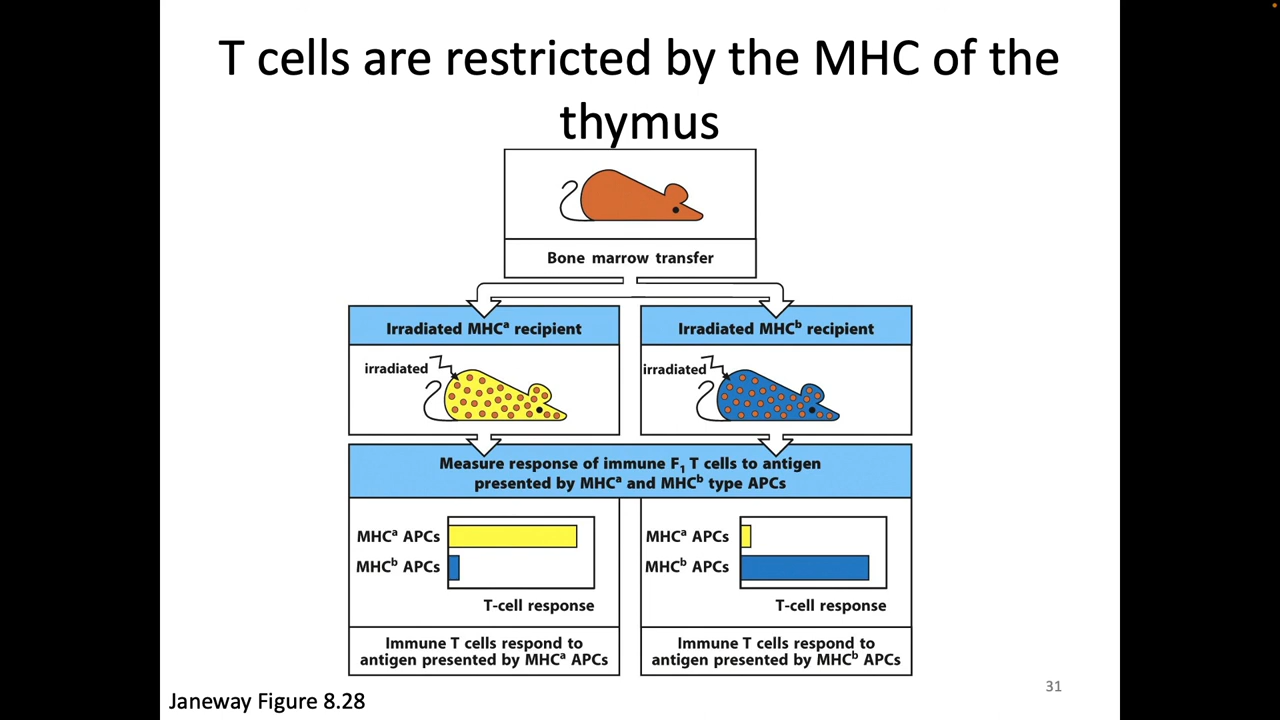 T cells are restricted by the MHC of the
thymus
Bone marrow transfer
Irradiated MHCᵃ recipient
Irradiated MHCᵇ recipient
irradiated
irradiated
Measure response of immune F₁ T cells to antigen
presented by MHCᵃ and MHCᵇ type APCs
MHCᵃ APCs
MHCᵇ APCs
T-cell response
MHCᵃ APCs
MHCᵇ APCs
T-cell response
Immune T cells respond to
antigen presented by MHCᵃ APCs
Immune T cells respond to
antigen presented by MHCᵇ APCs
31
Janeway Figure 8.28